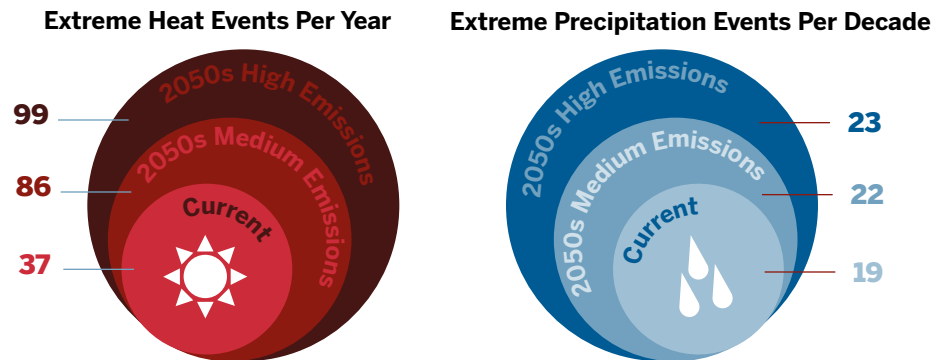 Extreme Heat Events Per Year
2050s High Emissions
99
2050s Medium Emissions
86
Current
37
Extreme Precipitation Events Per Decade
2050s High Emissions
23
2050s Medium Emissions
22
Current
19